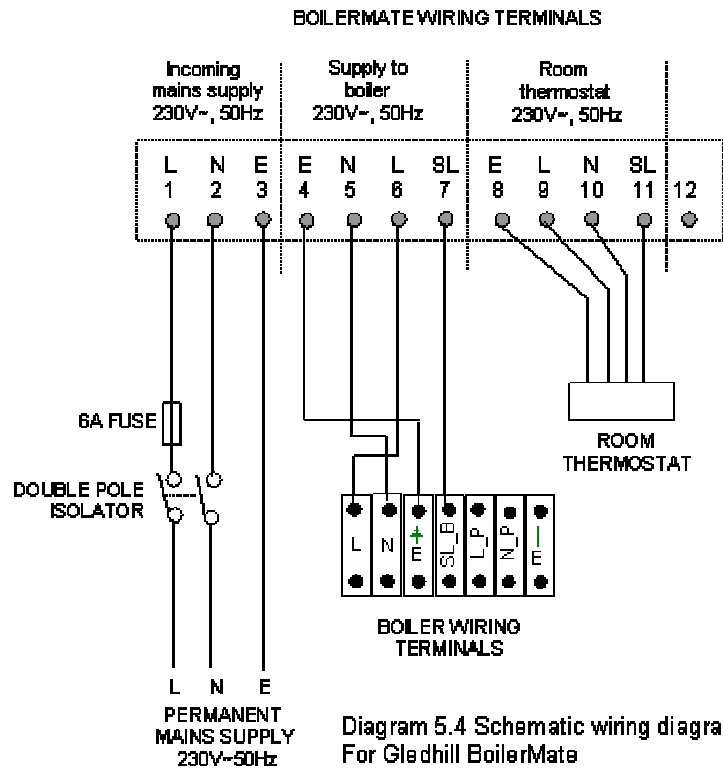 BOILERMATE WIRING TERMINALS
Incoming
mains supply
230V~, 50Hz
Supply to
boiler
230V~, 50Hz
Room
thermostat
230V~, 50Hz
L N E E N L SL E L N SL
1 2 3 4 5 6 7 8 9 10 11 12
6A FUSE
DOUBLE POLE
ISOLATOR
ROOM
THERMOSTAT
L N E SL_B L_P N_P E
BOILER WIRING
TERMINALS
L N E
PERMANENT
MAINS SUPPLY
230V~50Hz
Diagram 5.4 Schematic wiring diagra
For Gledhill BoilerMate